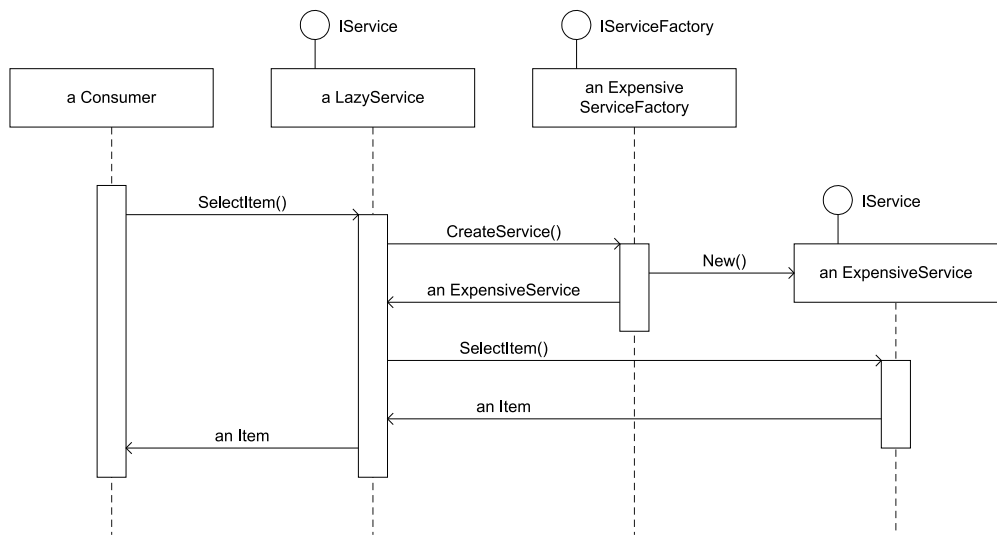 IService
IServiceFactory
a Consumer
a LazyService
an Expensive
ServiceFactory
SelectItem()
IService
CreateService()
New()
an ExpensiveService
an ExpensiveService
SelectItem()
an Item
an Item